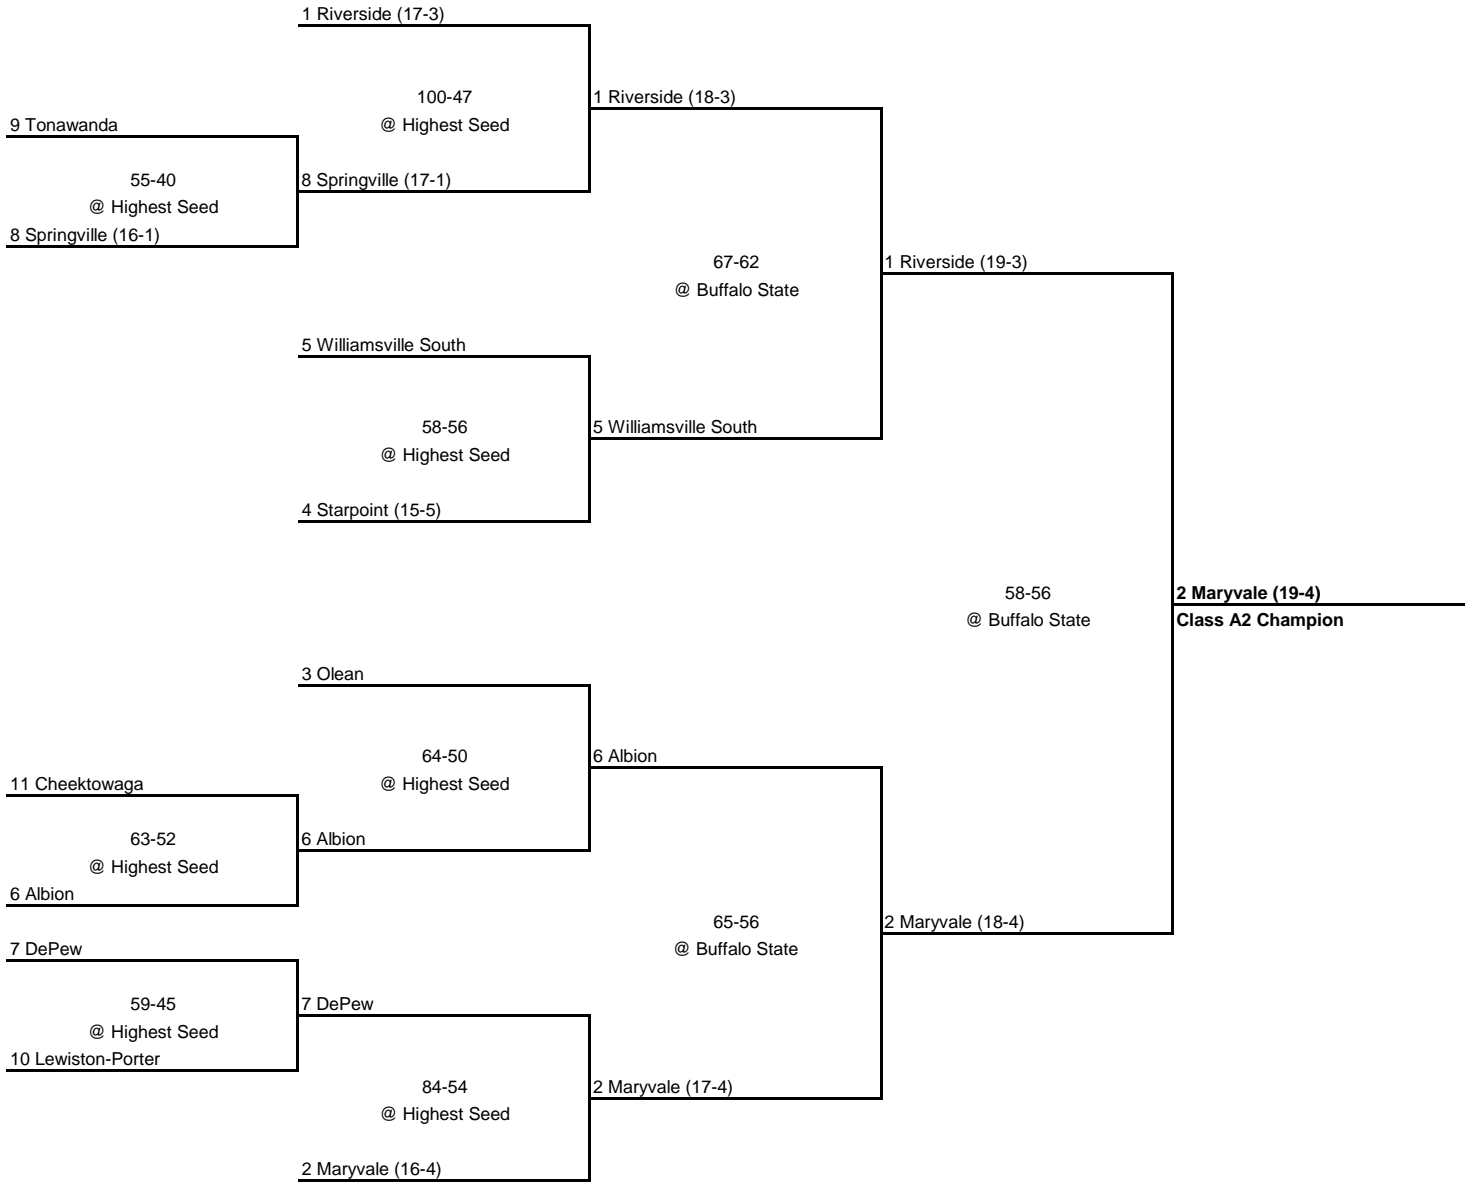 1 Riverside (17-3)
100-47
@ Highest Seed
1 Riverside (18-3)
9 Tonawanda
55-40
@ Highest Seed
8 Springville (17-1)
8 Springville (16-1)
67-62
@ Buffalo State
1 Riverside (19-3)
5 Williamsville South
58-56
@ Highest Seed
5 Williamsville South
4 Starpoint (15-5)
58-56
@ Buffalo State
2 Maryvale (19-4)
Class A2 Champion
3 Olean
64-50
@ Highest Seed
6 Albion
11 Cheektowaga
63-52
@ Highest Seed
6 Albion
6 Albion
65-56
@ Buffalo State
2 Maryvale (18-4)
7 DePew
59-45
@ Highest Seed
7 DePew
10 Lewiston-Porter
84-54
@ Highest Seed
2 Maryvale (17-4)
2 Maryvale (16-4)